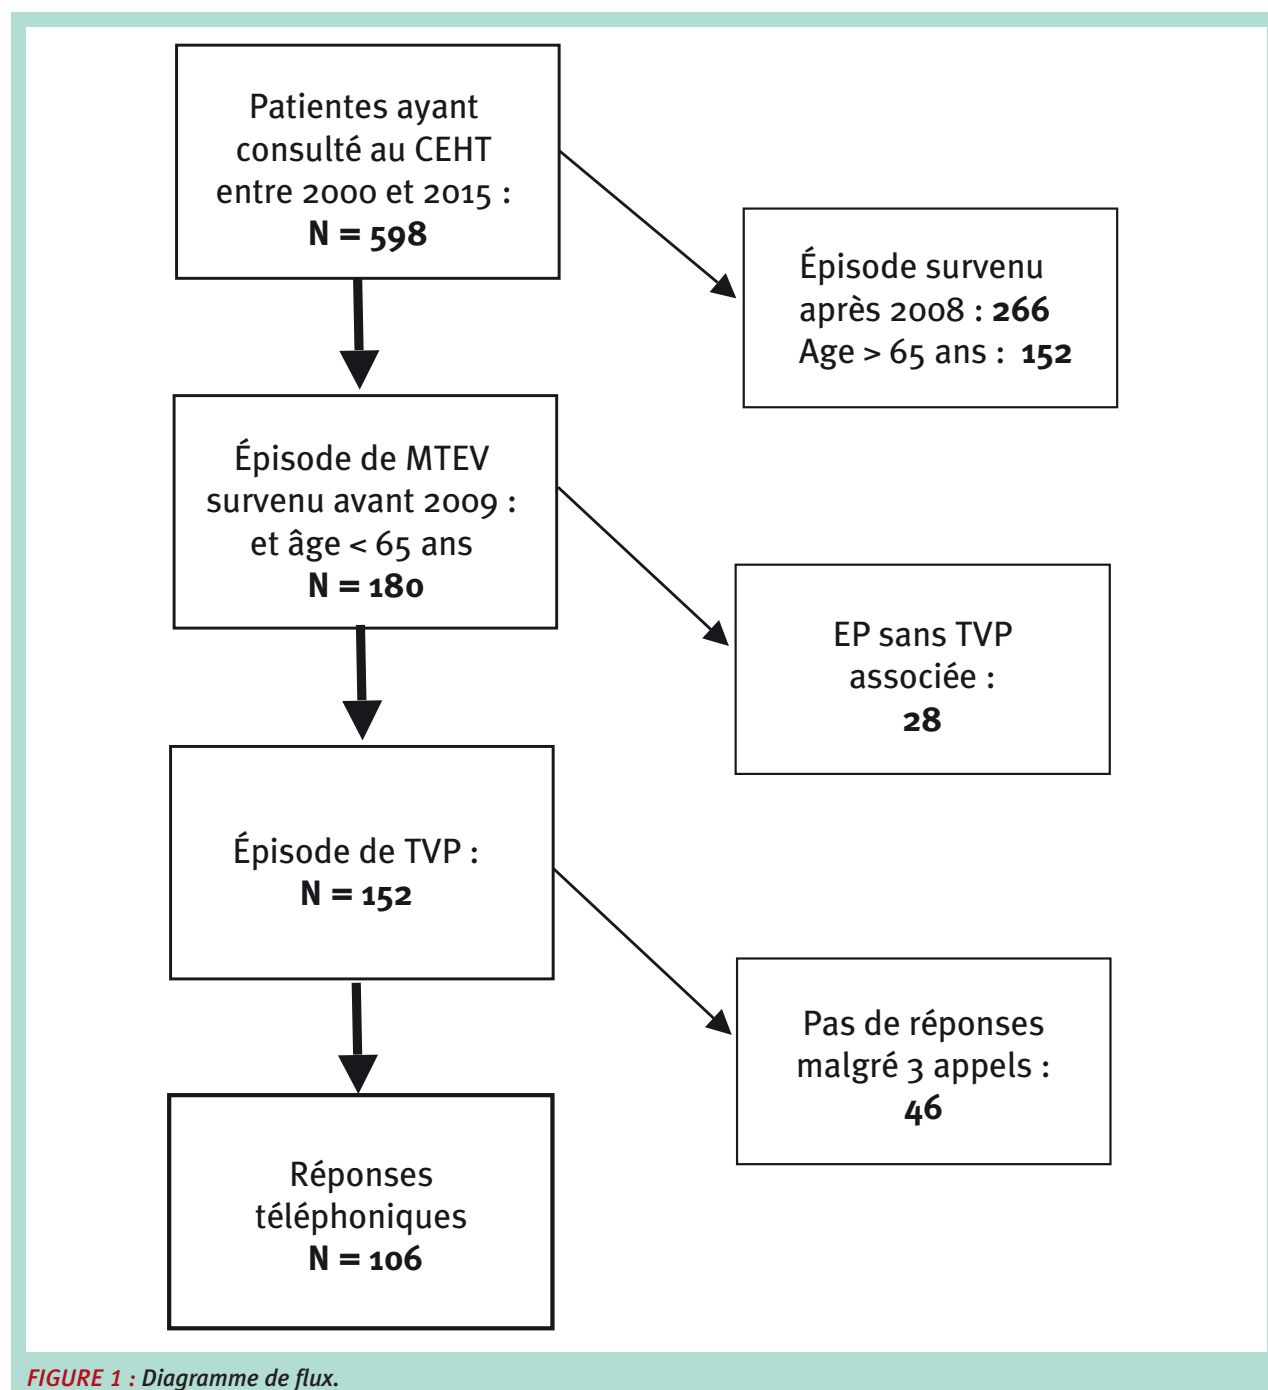 Patientes ayant
consulté au CEHT
entre 2000 et 2015 :
N = 598
Épisode survenu
après 2008 : 266
Age > 65 ans : 152
Épisode de MTEV
survenu avant 2009 :
et âge < 65 ans
N = 180
EP sans TVP
associée :
28
Épisode de TVP :
N = 152
Pas de réponses
malgré 3 appels :
46
Réponses
téléphoniques
N = 106
FIGURE 1 : Diagramme de flux.